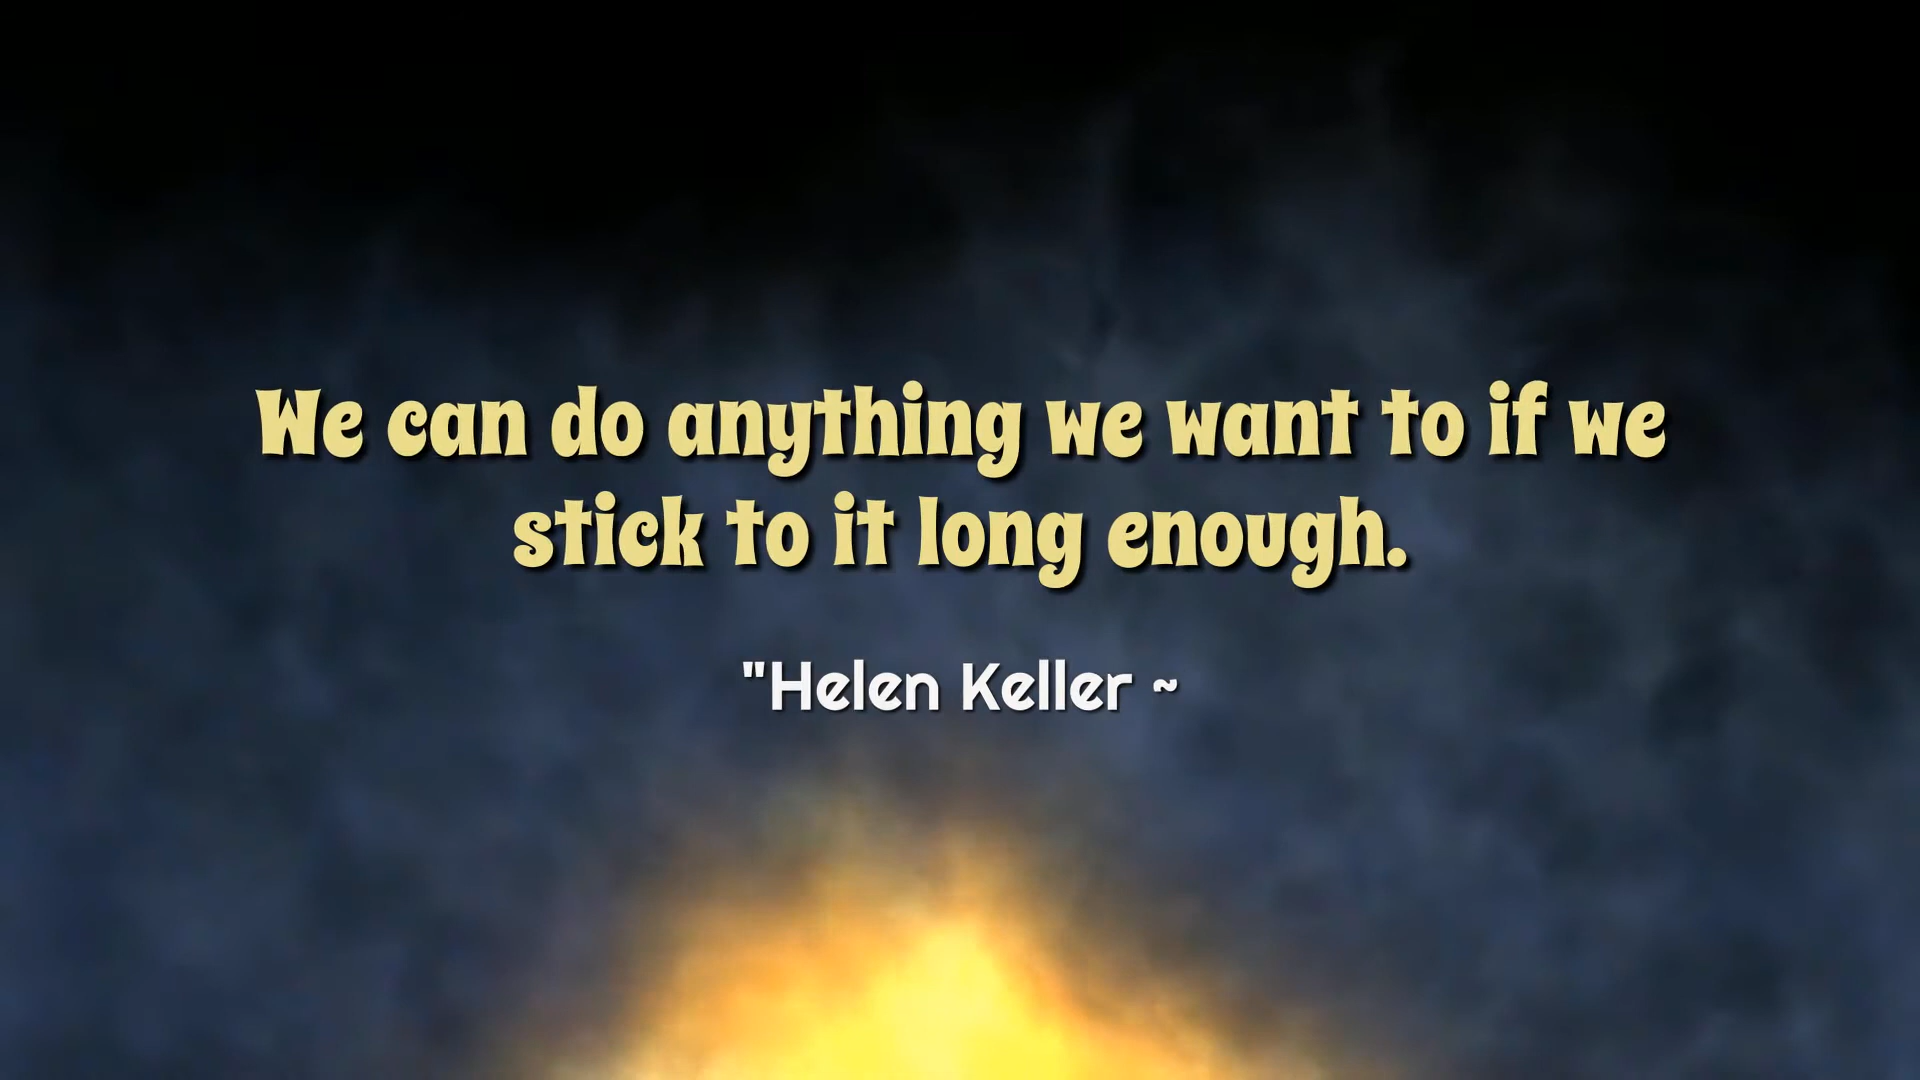 We can do anything we want to if we
stick to it long enough.
"Helen Keller ~